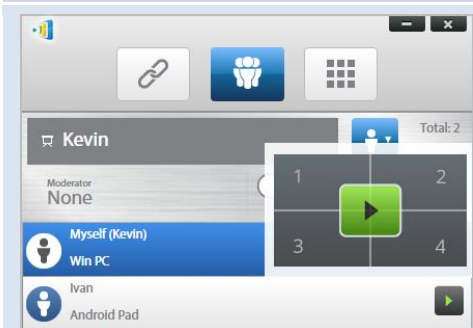 Kevin
Total: 2
Moderator
None
1 2
3 4
Myself (Kevin)
Win PC
Ivan
Android Pad